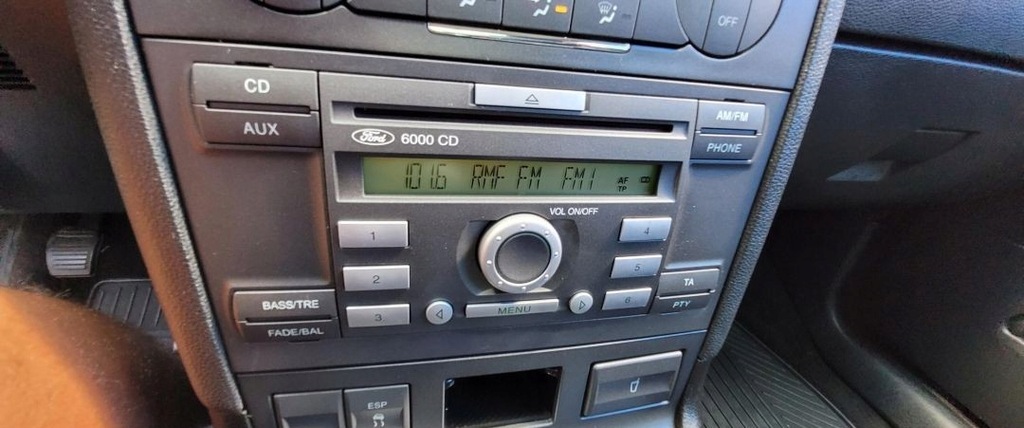 OFF
CD
AUX
AM/FM
PHONE
Ford 6000 CD
101.6 RMF FM FM1
AF
TP
CD
VOL ON/OFF
1
2
3
4
5
6
BASS/TRE
FADE/BAL
MENU
TA
PTY
ESP